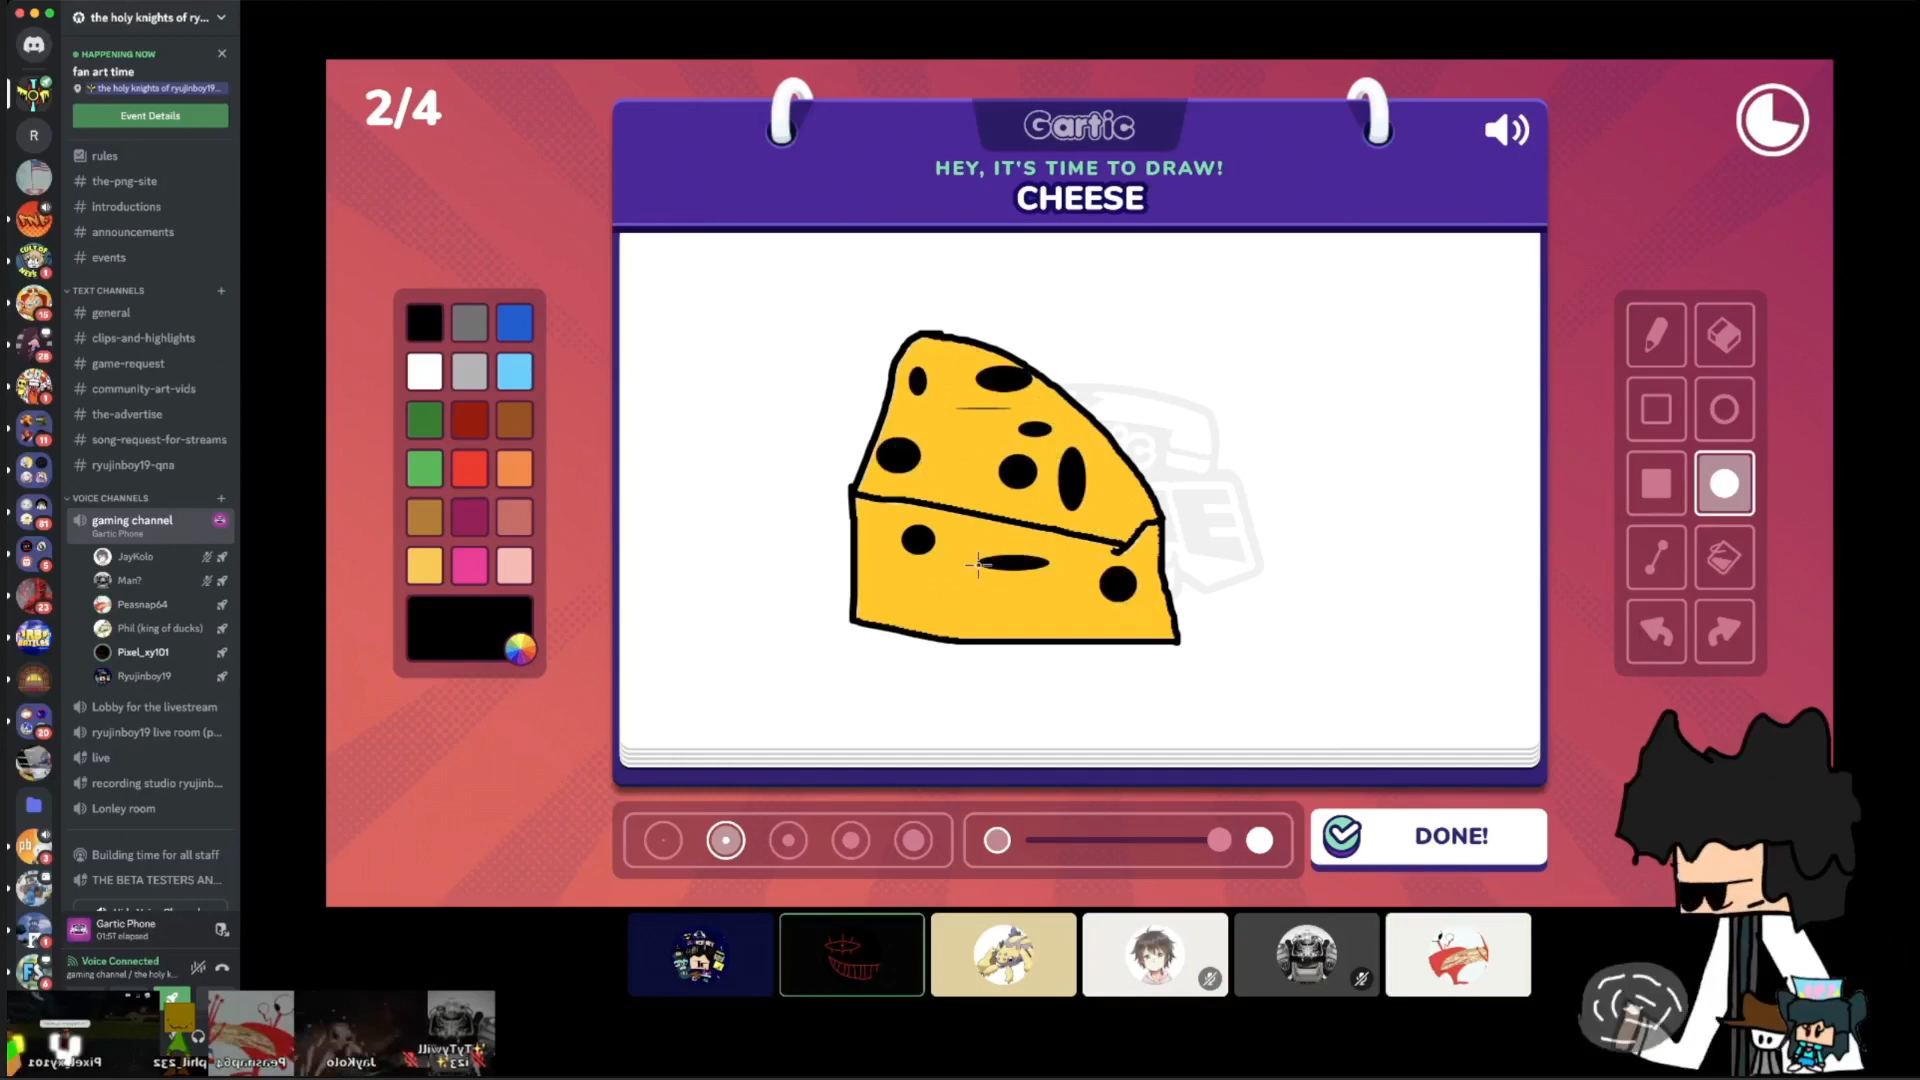 the holy knights of ry...
HAPPENING NOW
fan art time
the holy knights of ryujinboy19...
Event Details
R
rules
the-png-site
introductions
announcements
events
TEXT CHANNELS
general
clips-and-highlights
game-request
community-art-vids
the-advertise
song-request-for-streams
ryujinboy19-qna
VOICE CHANNELS
gaming channel
Gartic Phone
JayKolo
Man?
Peasnap64
Phil (king of ducks)
Pixel_xy101
Ryujinboy19
Lobby for the livestream
ryujinboy19 live room (p...
live
recording studio ryujinb...
Lonley room
Building time for all staff
THE BETA TESTERS AN...
Gartic Phone
01:57 elapsed
Voice Connected
gaming channel / the holy k...
2/4
Gartic
HEY, IT'S TIME TO DRAW!
CHEESE
DONE!
Pixel_xy101
phil_232
Peasnap64
JayKolo